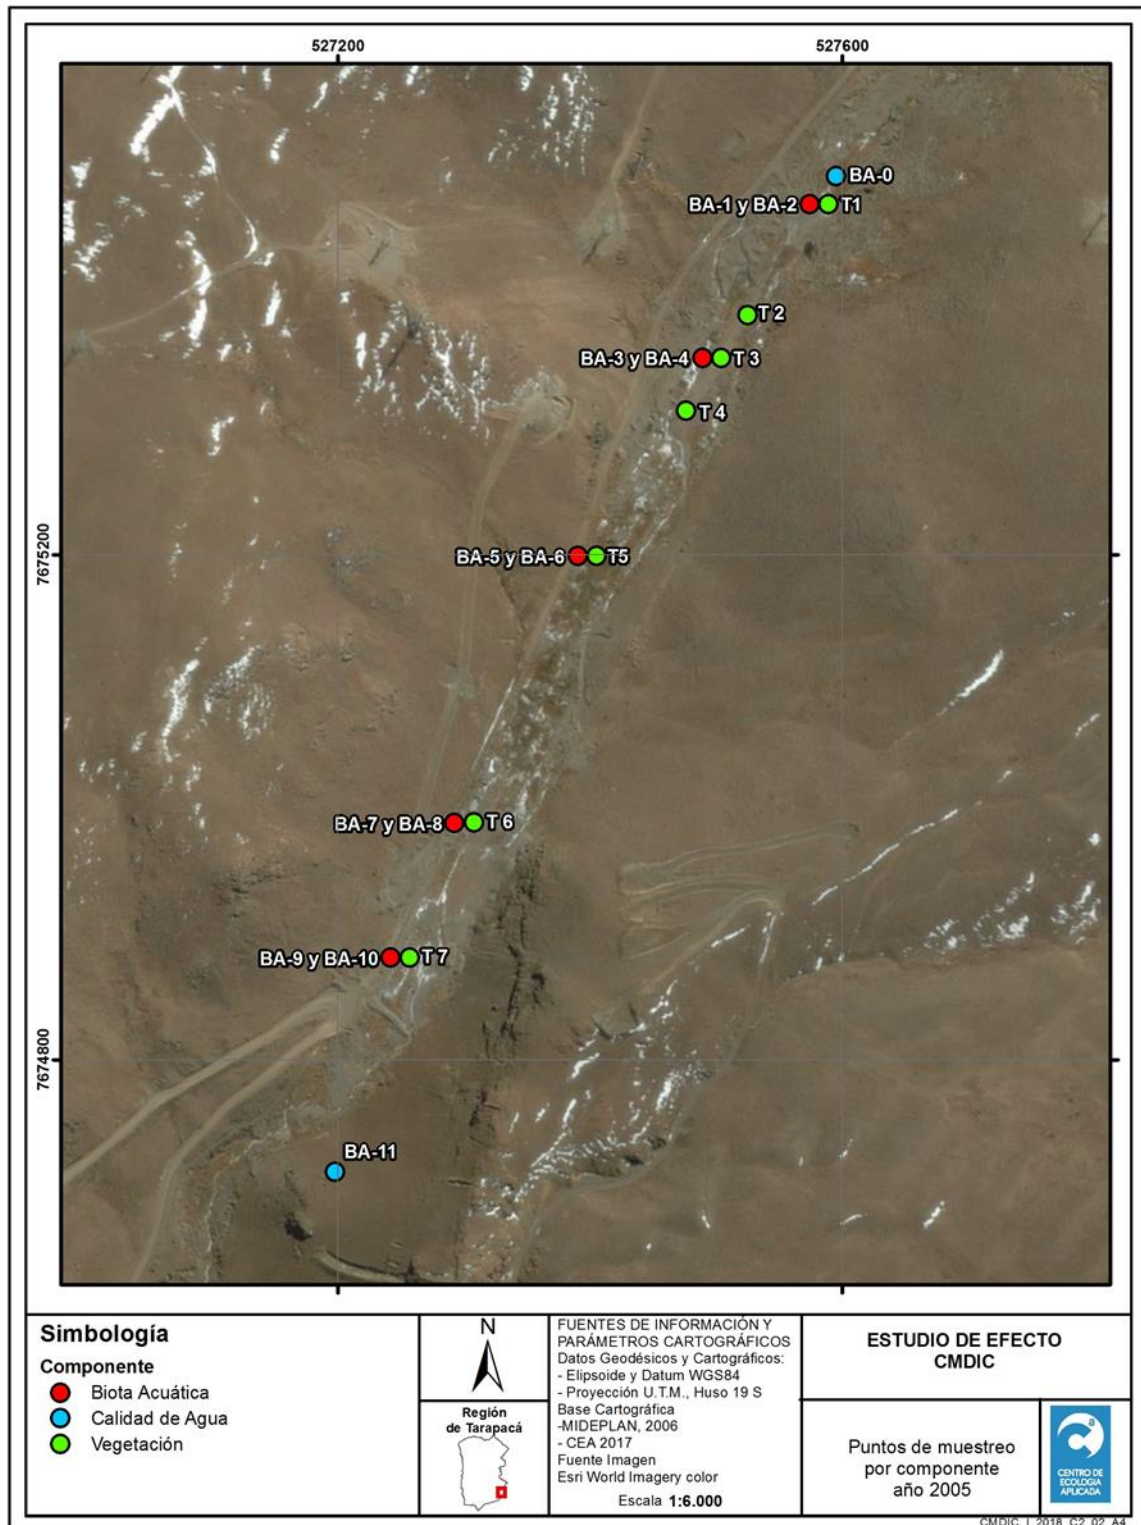 527200
527600
BA-0
BA-1 y BA-2
T1
T 2
BA-3 y BA-4
T 3
T 4
7675200
BA-5 y BA-6
T5
BA-7 y BA-8
T 6
BA-9 y BA-10
T 7
7674800
BA-11
Simbología
Componente
Biota Acuática
Calidad de Agua
Vegetación
N
Región
de Tarapacá
FUENTES DE INFORMACIÓN Y
PARÁMETROS CARTOGRÁFICOS
Datos Geodésicos y Cartográficos:
- Elipsoide y Datum WGS84
- Proyección U.T.M., Huso 19 S
Base Cartográfica
-MIDEPLAN, 2006
- CEA 2017
Fuente Imagen
Esri World Imagery color
Escala 1:6.000
ESTUDIO DE EFECTO
CMDIC
Puntos de muestreo
por componente
año 2005
CENTRO DE
ECOLOGIA
APLICADA
CMDIC_I_2018_C2_02_A4